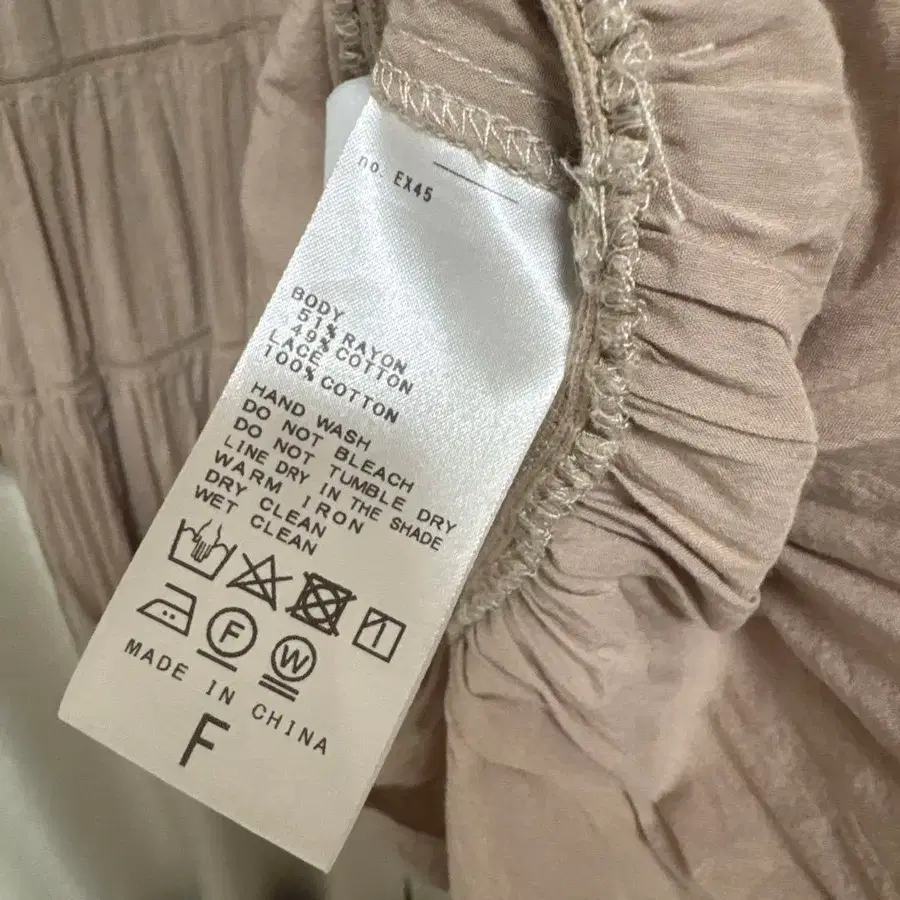 no. EX45
BODY
51% RAYON
49% COTTON
LACE
100% COTTON
HAND WASH
DO NOT BLEACH
DO NOT TUMBLE DRY
LINE DRY IN THE SHADE
WARM IRON
DRY CLEAN
WET CLEAN
F W
MADE IN CHINA
F